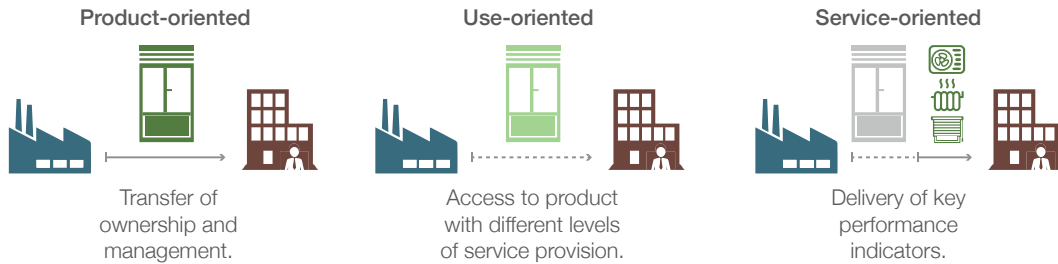 Product-oriented
Use-oriented
Service-oriented
Transfer of
ownership and
management.
Access to product
with different levels
of service provision.
Delivery of key
performance
indicators.